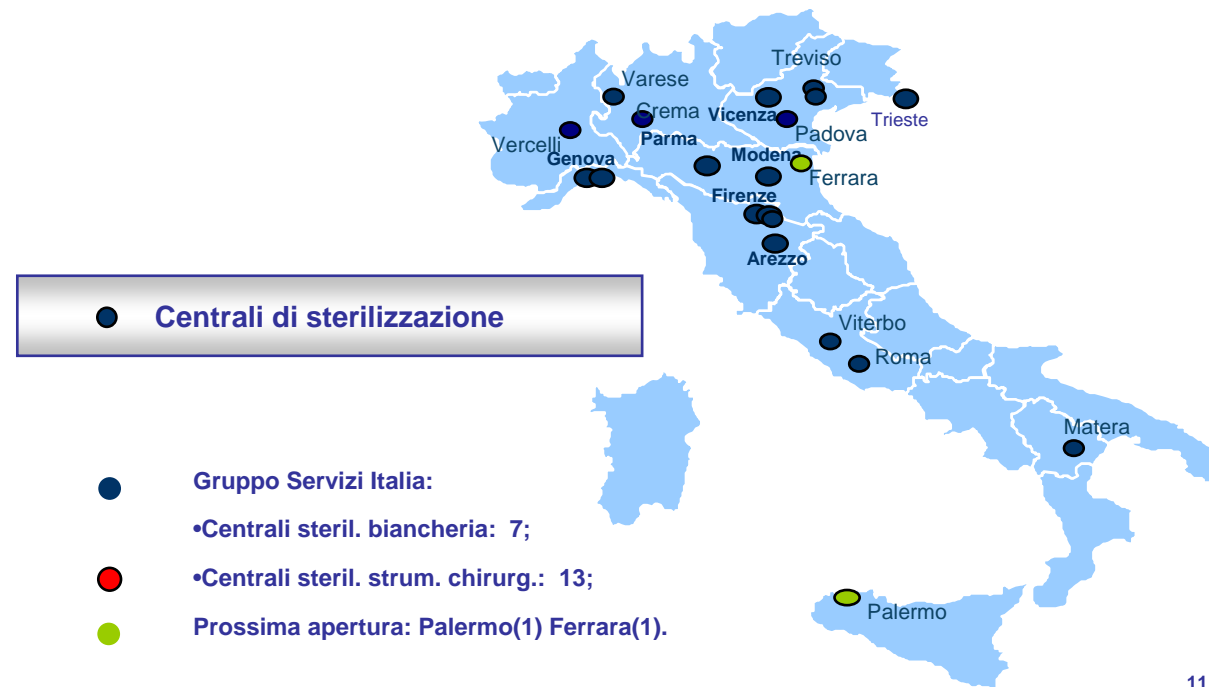 Treviso
Varese
Crema
Vicenza
Trieste
Padova
Vercelli
Parma
Genova
Modena
Ferrara
Firenze
Arezzo
Centrali di sterilizzazione
Viterbo
Roma
Matera
Gruppo Servizi Italia:
•Centrali steril. biancheria: 7;
•Centrali steril. strum. chirurg.: 13;
Prossima apertura: Palermo(1) Ferrara(1).
Palermo
11